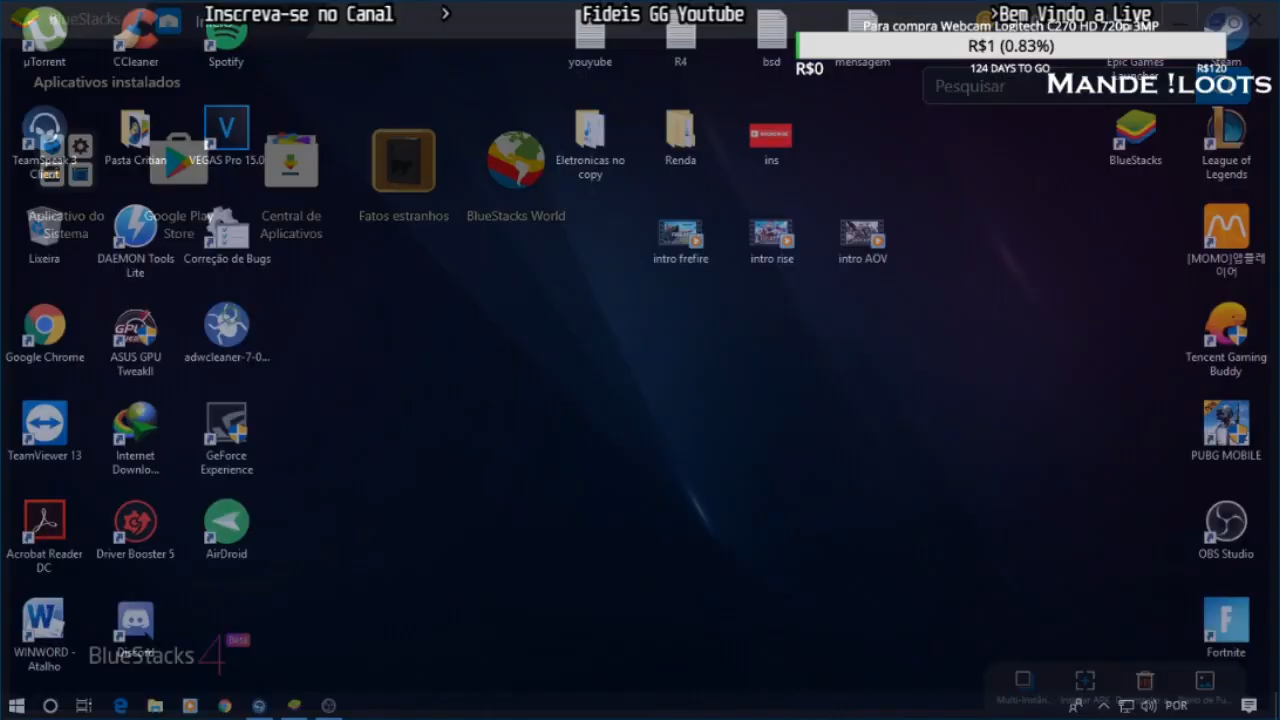 BlueStacks
Inscreva-se no Canal >
Fideis GG Youtube
>Bem Vindo a Live
Para compra Webcam Logitech C270 HD 720p 3MP
R$1 (0.83%)
R$0
124 DAYS TO GO
R$120
MANDE !LOOTS
µTorrent
CCleaner
Spotify
youyube
R4
bsd
mensagem
Epic Games
Launcher
Steam
Aplicativos instalados
Pesquisar
TeamSpeak 3
Client
Pasta Critian
VEGAS Pro 15.0
Eletronicas no
copy
Renda
ins
BlueStacks
League of
Legends
Aplicativo do
Sistema
Google Play
Store
Central de
Aplicativos
Fatos estranhos
BlueStacks World
Lixeira
DAEMON Tools
Lite
Correção de Bugs
intro frefire
intro rise
intro AOV
[MOMO]앱플레
이어
Google Chrome
ASUS GPU
TweakII
adwcleaner-7-0...
Tencent Gaming
Buddy
TeamViewer 13
Internet
Downlo...
GeForce
Experience
PUBG MOBILE
Acrobat Reader
DC
Driver Booster 5
AirDroid
OBS Studio
WINWORD -
Atalho
Discord
Fortnite
BlueStacks 4
Beta
POR